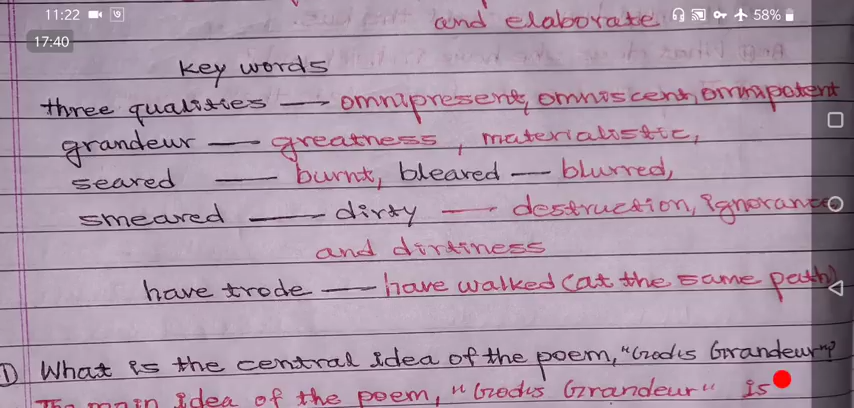 11:22 58%
17:40
and elaborate
key words
three qualities — omnipresent, omniscent, omnipotent
grandeur — greatness, materialistic,
seared — burnt, bleared — blurred,
smeared — dirty — destruction, ignorance
and dirtiness
have trode — have walked (at the same path)
① What is the central idea of the poem, "God's Grandeur"?
The main idea of the poem, "God's Grandeur" is